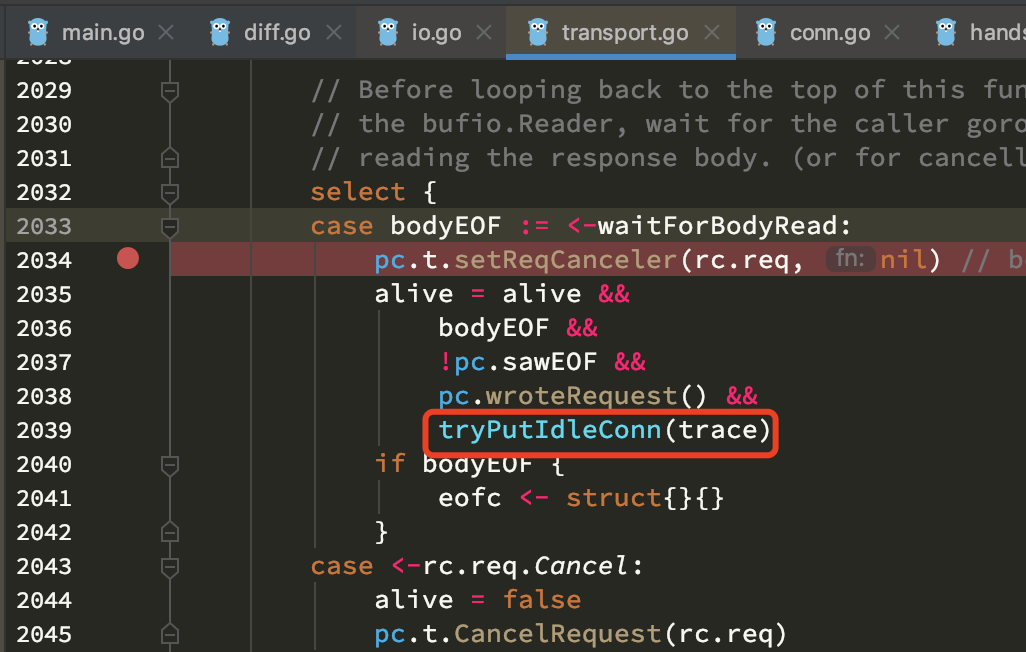 main.go diff.go io.go transport.go conn.go
2029 // Before looping back to the top of this
2030 // the bufio.Reader, wait for the caller
2031 // reading the response body. (or for
2032 select {
2033 case bodyEOF := <-waitForBodyRead:
2034 pc.t.setReqCanceler(rc.req, fn: nil) //
2035 alive = alive &&
2036 bodyEOF &&
2037 !pc.sawEOF &&
2038 pc.wroteRequest() &&
2039 tryPutIdleConn(trace)
2040 if bodyEOF {
2041 eofc <- struct{}{}
2042 }
2043 case <-rc.req.Cancel:
2044 alive = false
2045 pc.t.CancelRequest(rc.req)